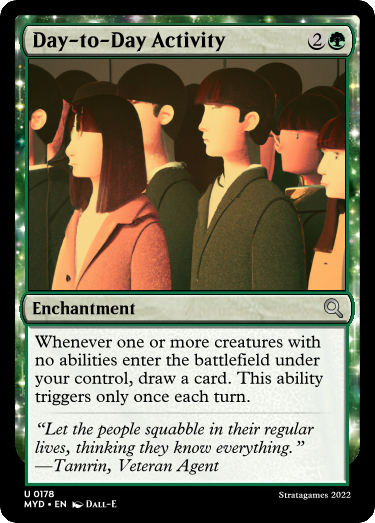 Day-to-Day Activity 2
Enchantment
Whenever one or more creatures with
no abilities enter the battlefield under
your control, draw a card. This ability
triggers only once each turn.
“Let the people squabble in their regular
lives, thinking they know everything.”
—Tamrin, Veteran Agent
U 0178
MYD • EN DALL-E
Stratagames 2022